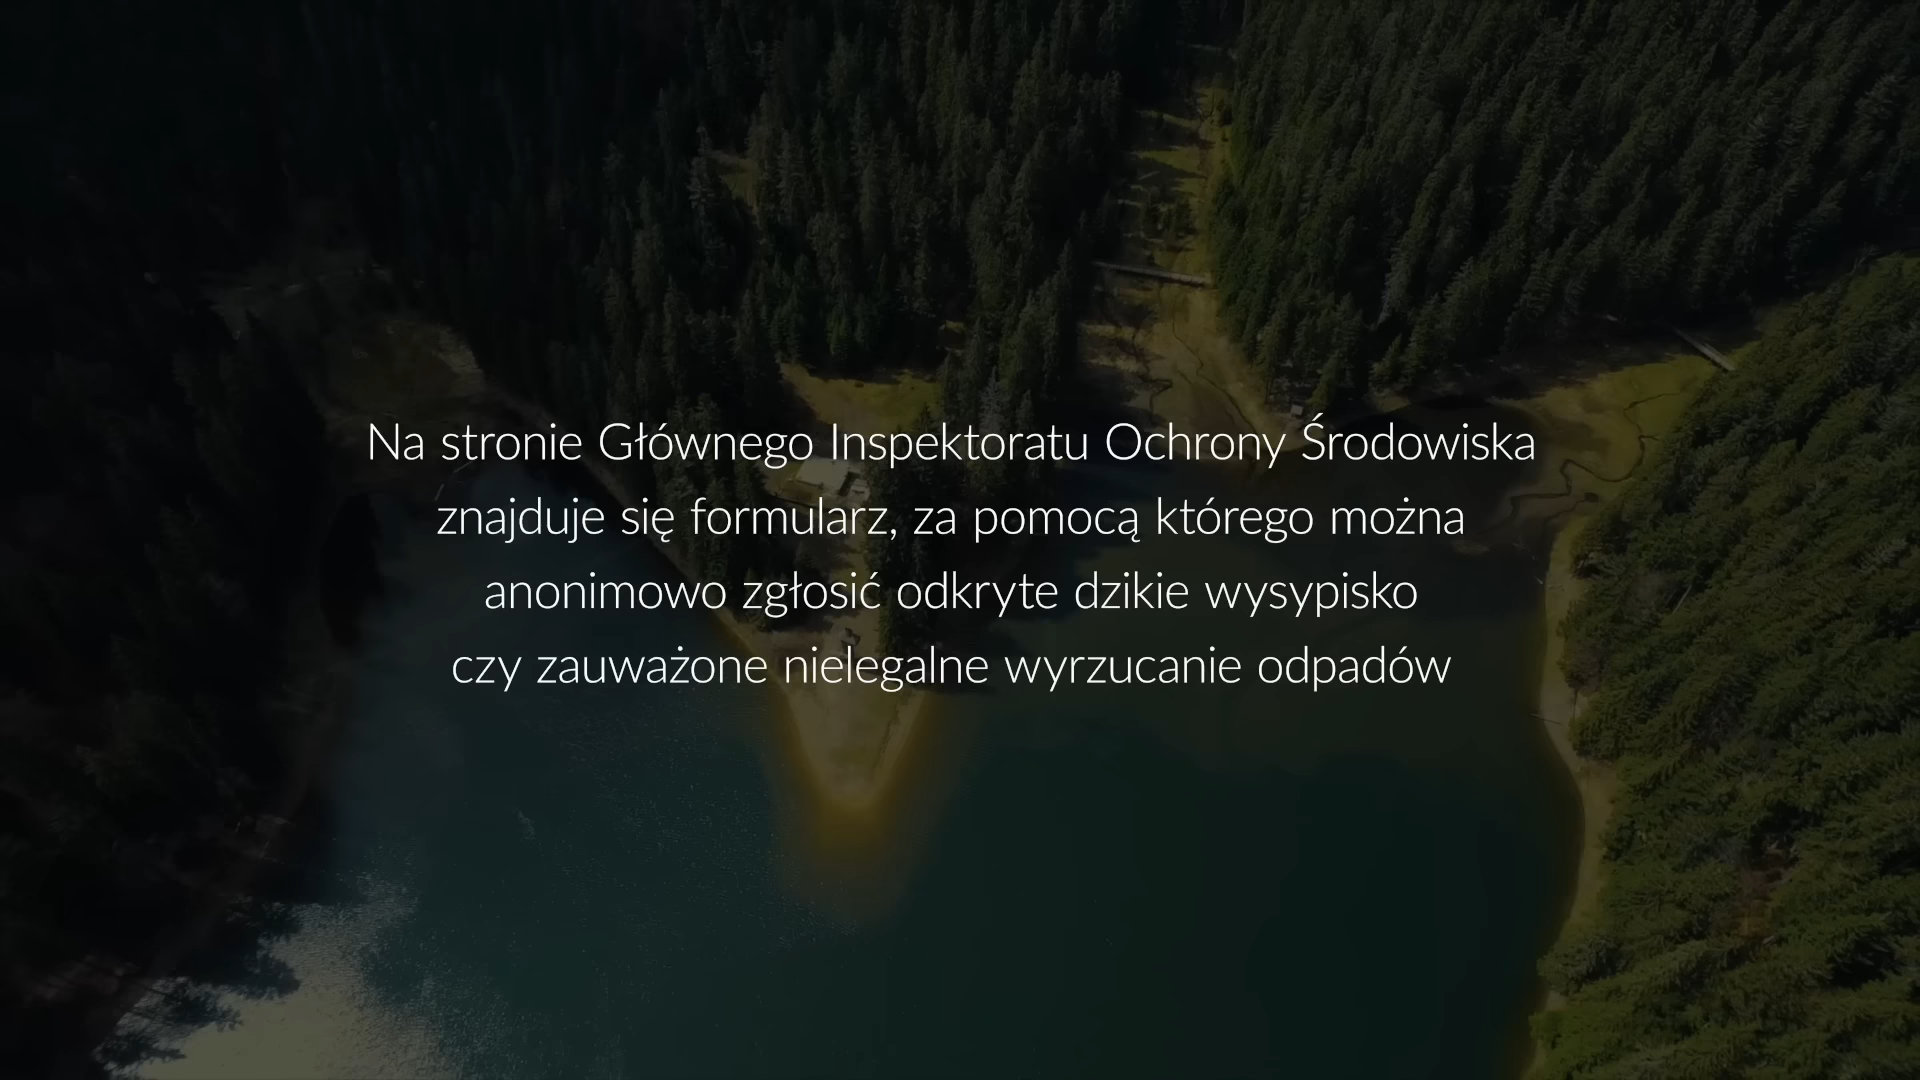 Na stronie Głównego Inspektoratu Ochrony Środowiska
znajduje się formularz, za pomocą którego można
anonimowo zgłosić odkryte dzikie wysypisko
czy zauważone nielegalne wyrzucanie odpadów